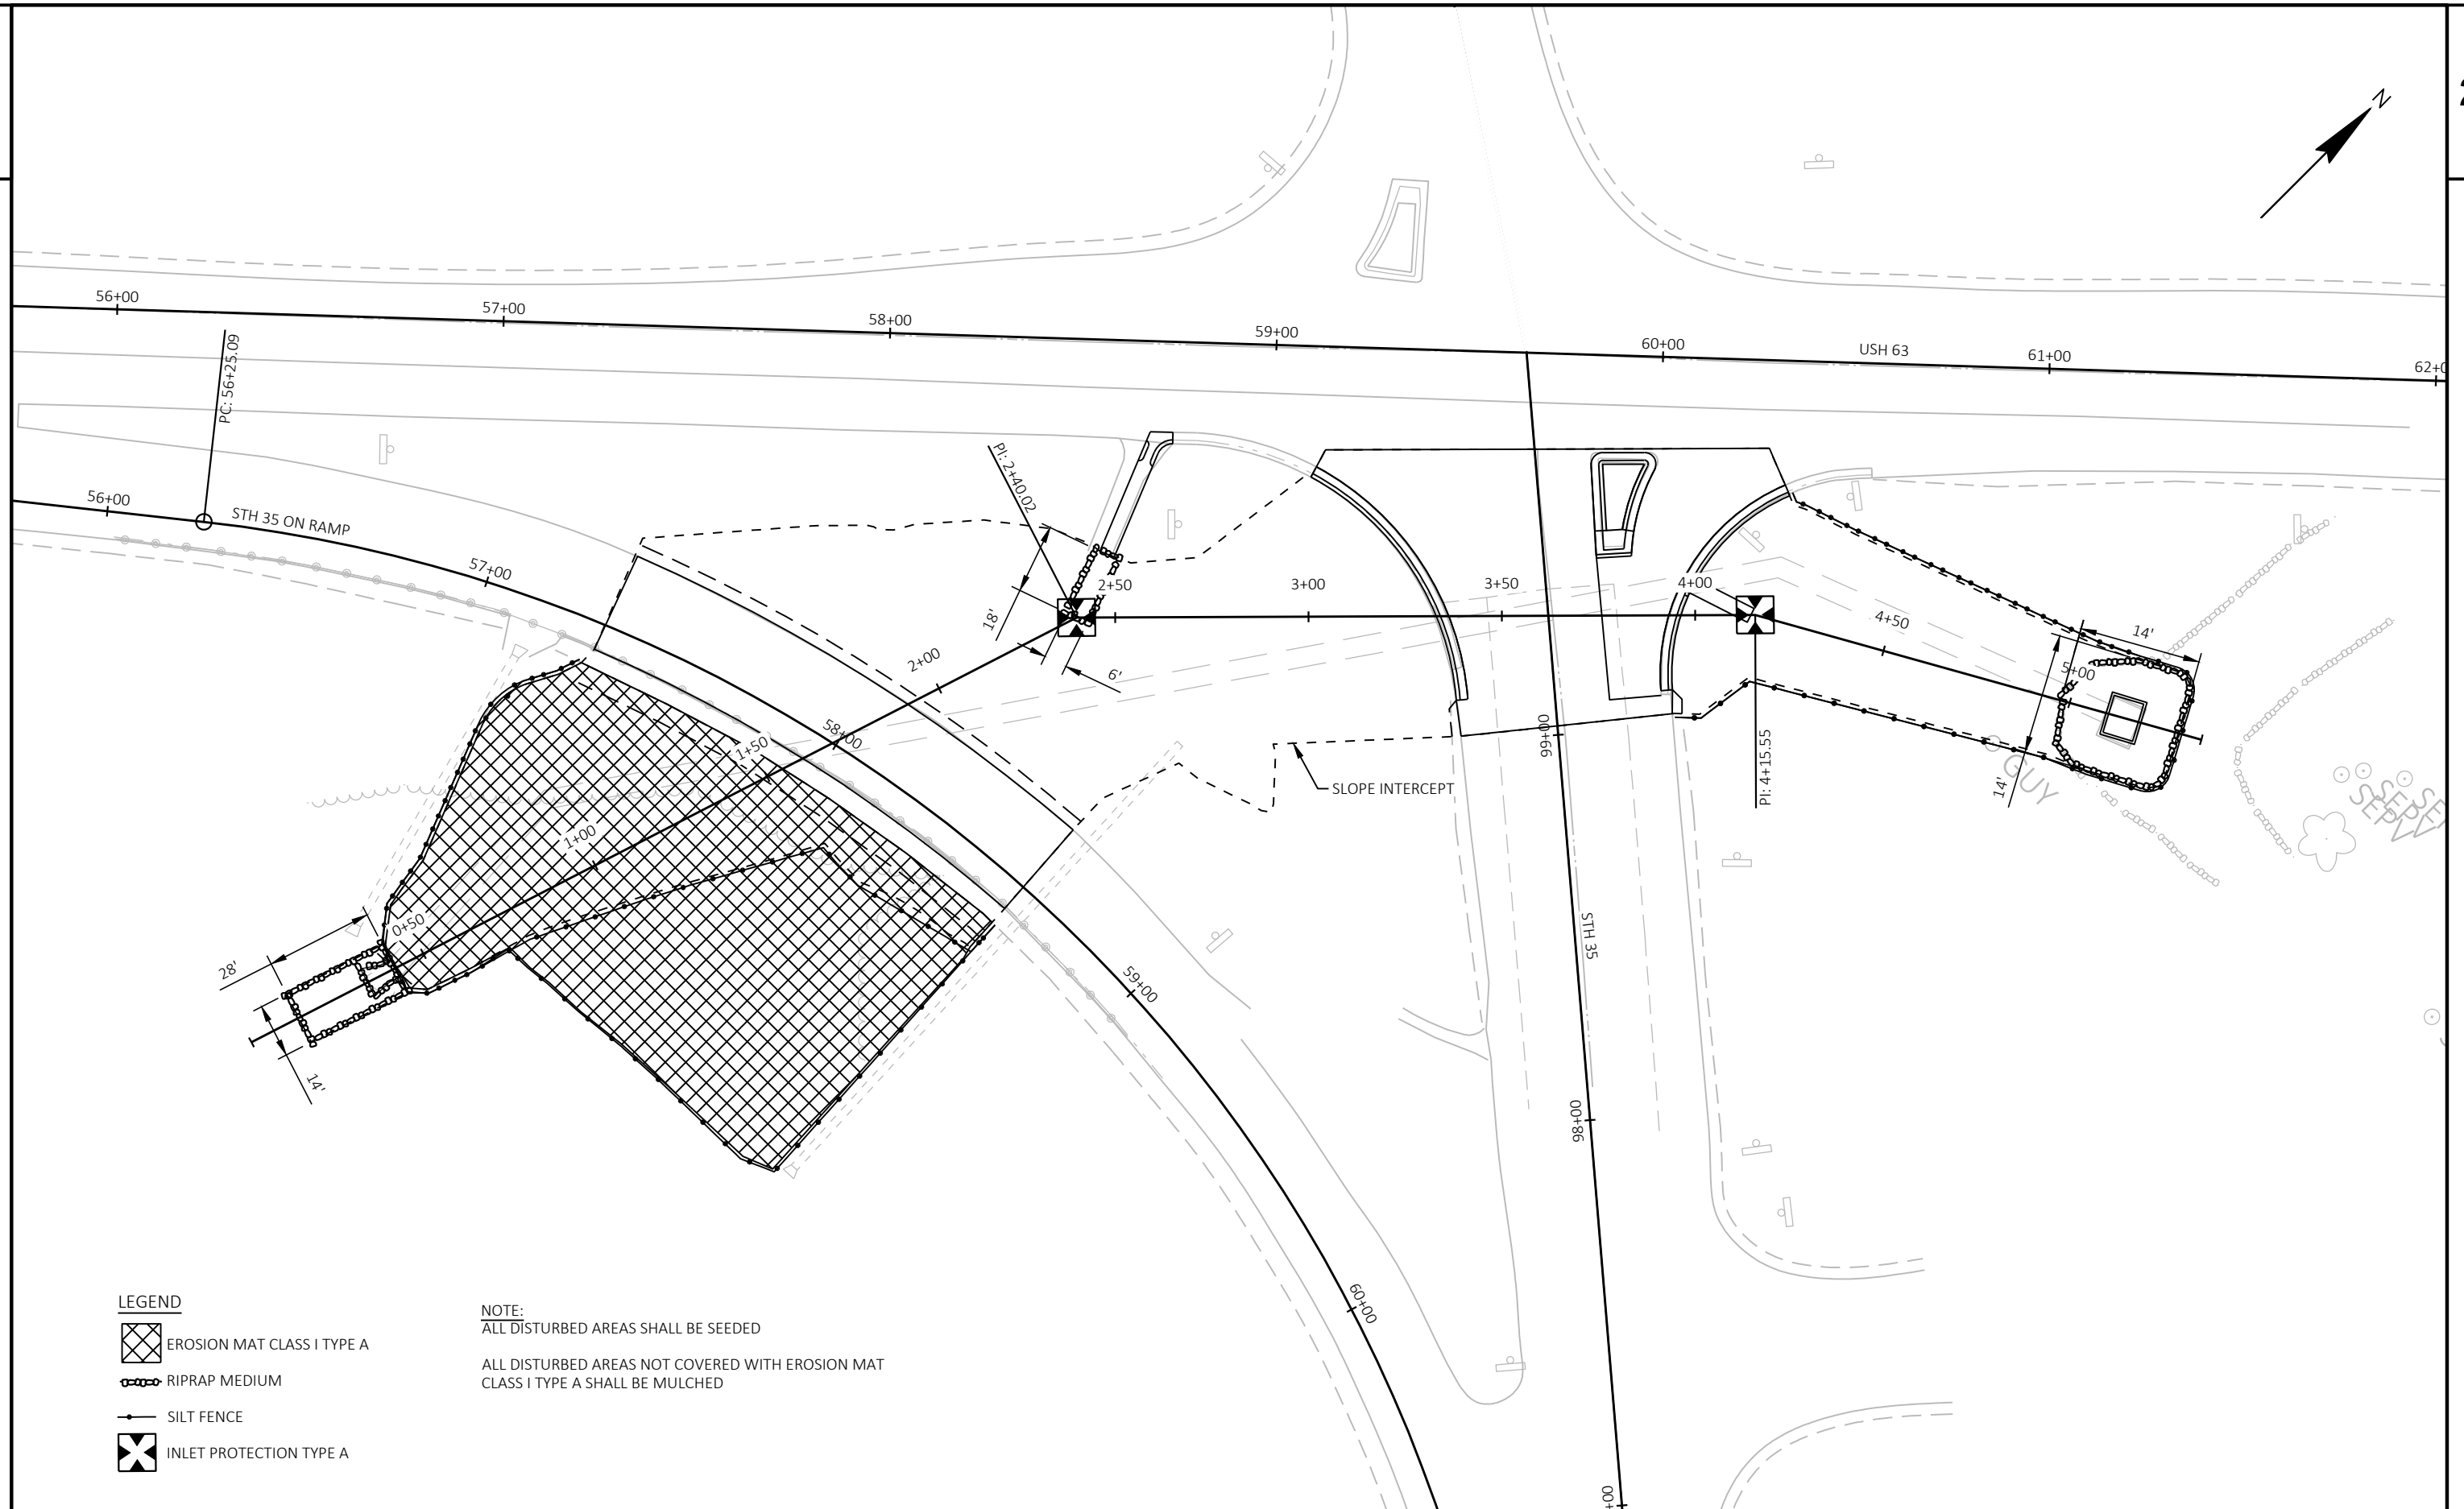 N
56+00
57+00
58+00
59+00
60+00
USH 63
61+00
PC: 56+25.09
56+00
STH 35 ON RAMP
57+00
58+00
59+00
60+00
PI: 2+40.02
18'
6'
2+50
3+00
3+50
4+00
4+50
5+00
14'
14'
PI: 4+15.55
GUY
SEP
SEP
2+00
1+50
1+00
0+50
28'
14'
SLOPE INTERCEPT
99+00
STH 35
98+00
LEGEND
EROSION MAT CLASS I TYPE A
RIPRAP MEDIUM
SILT FENCE
INLET PROTECTION TYPE A
NOTE:
ALL DISTURBED AREAS SHALL BE SEEDED
ALL DISTURBED AREAS NOT COVERED WITH EROSION MAT
CLASS I TYPE A SHALL BE MULCHED